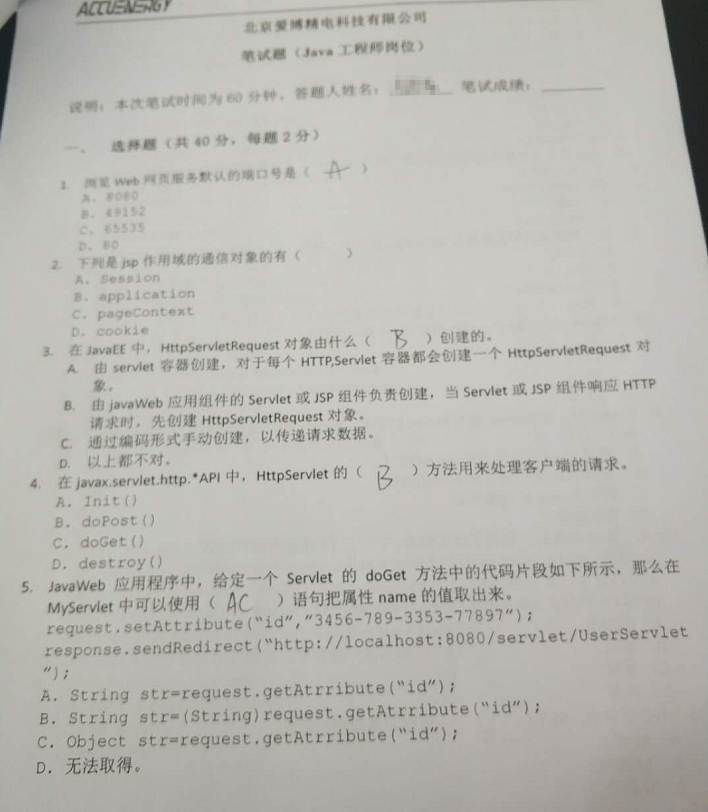 ACCUENERGY
北京爱博精电科技有限公司
笔试题（Java 工程师岗位）
说明：本次笔试时间为 60 分钟。答题人姓名： 笔试成绩：
一、 选择题（共 40 分，每题 2 分）
1. 浏览 Web 网页服务默认的端口号是（ A ）
A. 8080
B. 49152
C. 65535
D. 80
2. 下列是 jsp 作用域的通信对象的有（ ）
A. Session
B. application
C. pageContext
D. cookie
3. 在 JavaEE 中，HttpServletRequest 对象由什么（ B ）创建的。
A. 由 servlet 容器创建，对于每个 HTTP,Servlet 容器都会创建一个 HttpServletRequest 对
象。
B. 由 javaWeb 应用组件的 Servlet 或 JSP 组件负责创建，当 Servlet 或 JSP 组件响应 HTTP
请求时，先创建 HttpServletRequest 对象。
C. 通过编码形式手动创建，以传递请求数据。
D. 以上都不对。
4. 在 javax.servlet.http.*API 中，HttpServlet 的（ B ）方法用来处理客户端的请求。
A. Init()
B. doPost()
C. doGet()
D. destroy()
5. JavaWeb 应用程序中，给定一个 Servlet 的 doGet 方法中的代码片段如下所示，那么在
MyServlet 中可以使用（ AC ）语句把属性 name 的值取出来。
request.setAttribute(“id”,”3456-789-3353-77897”);
response.sendRedirect(“http://localhost:8080/servlet/UserServlet
”);
A. String str=request.getAtrribute(“id”);
B. String str=(String)request.getAtrribute(“id”);
C. Object str=request.getAtrribute(“id”);
D. 无法取得。